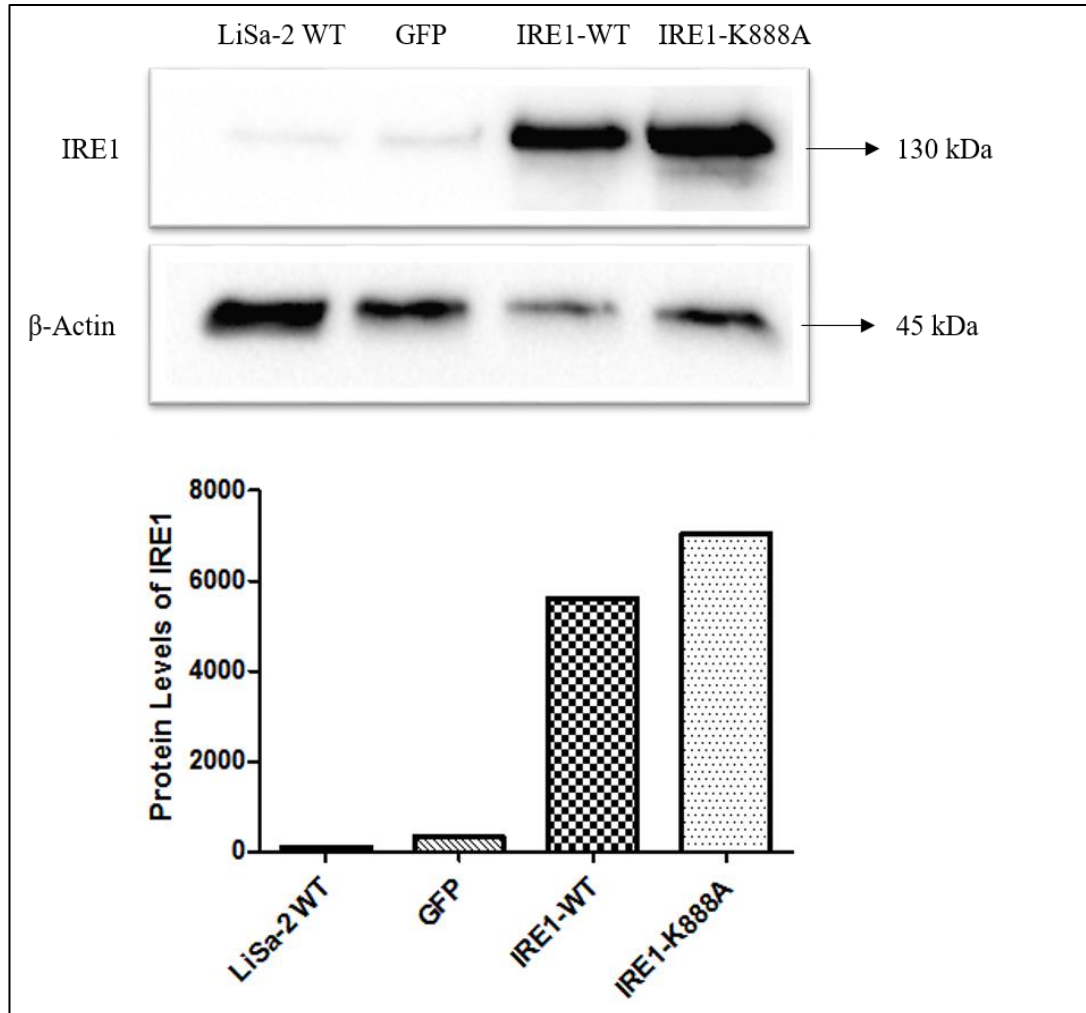 LiSa-2 WT GFP IRE1-WT IRE1-K888A
IRE1 130 kDa
β-Actin 45 kDa
Protein Levels of IRE1
8000
6000
4000
2000
0
LiSa-2 WT GFP IRE1-WT IRE1-K888A